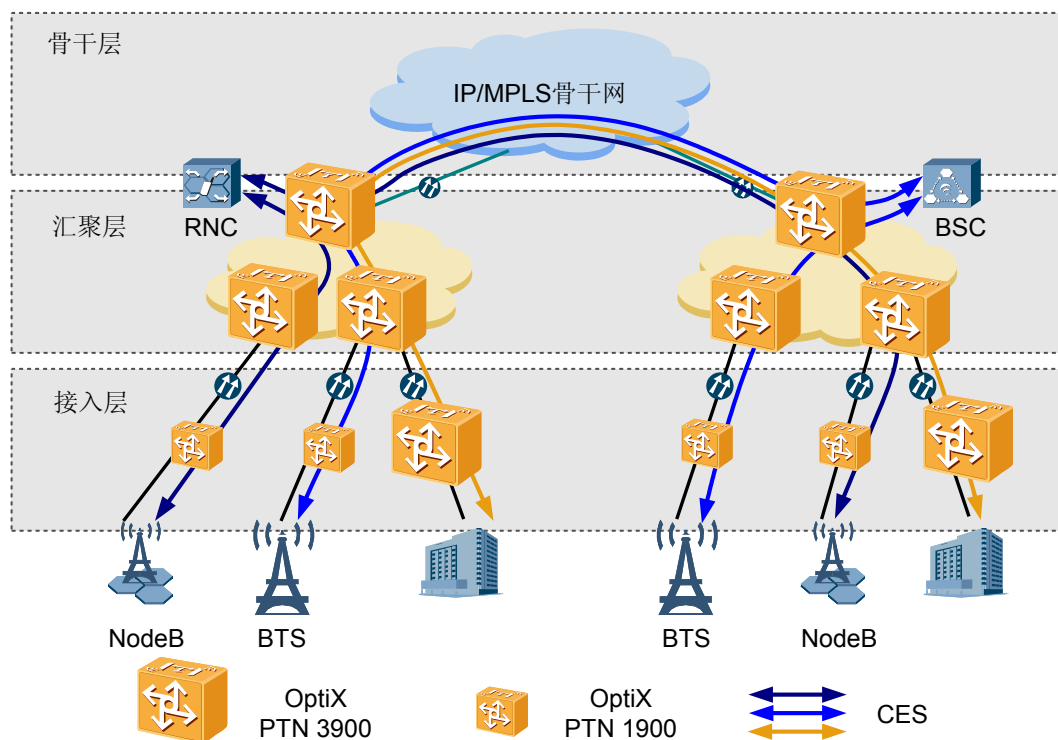 骨干层
IP/MPLS骨干网
RNC
BSC
汇聚层
接入层
NodeB
BTS
BTS
NodeB
OptiX
PTN 3900
OptiX
PTN 1900
CES